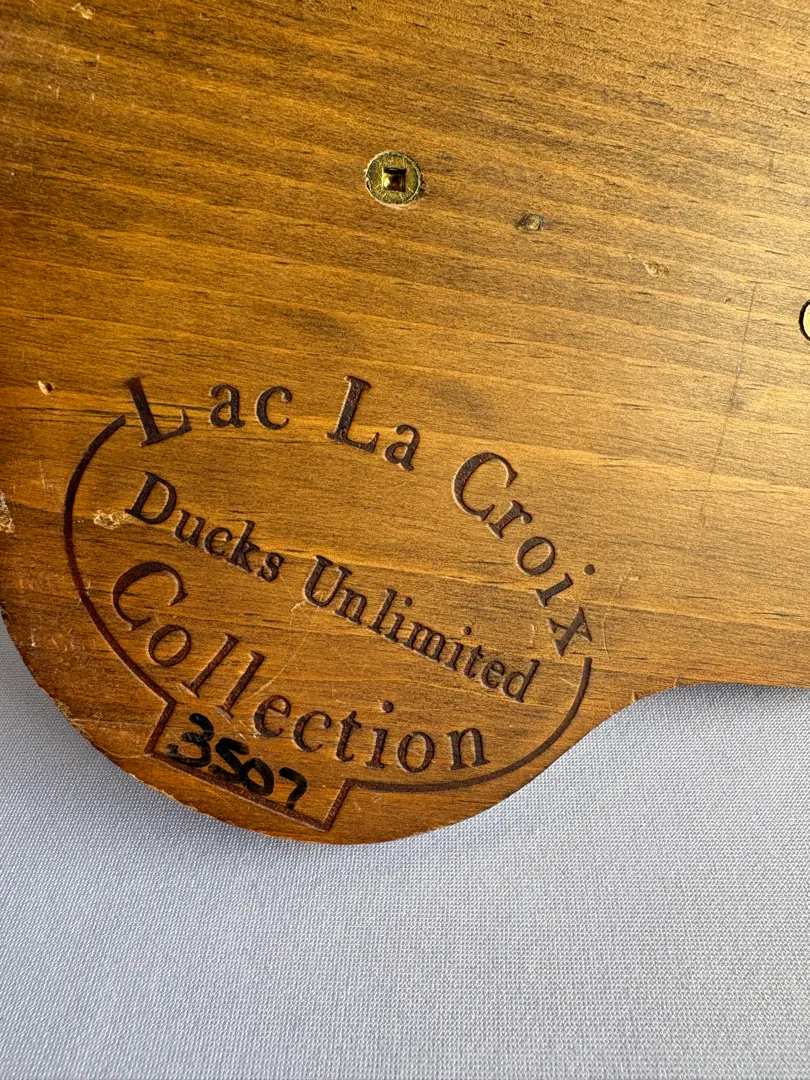 Lac La Croix
Ducks Unlimited
Collection
3507